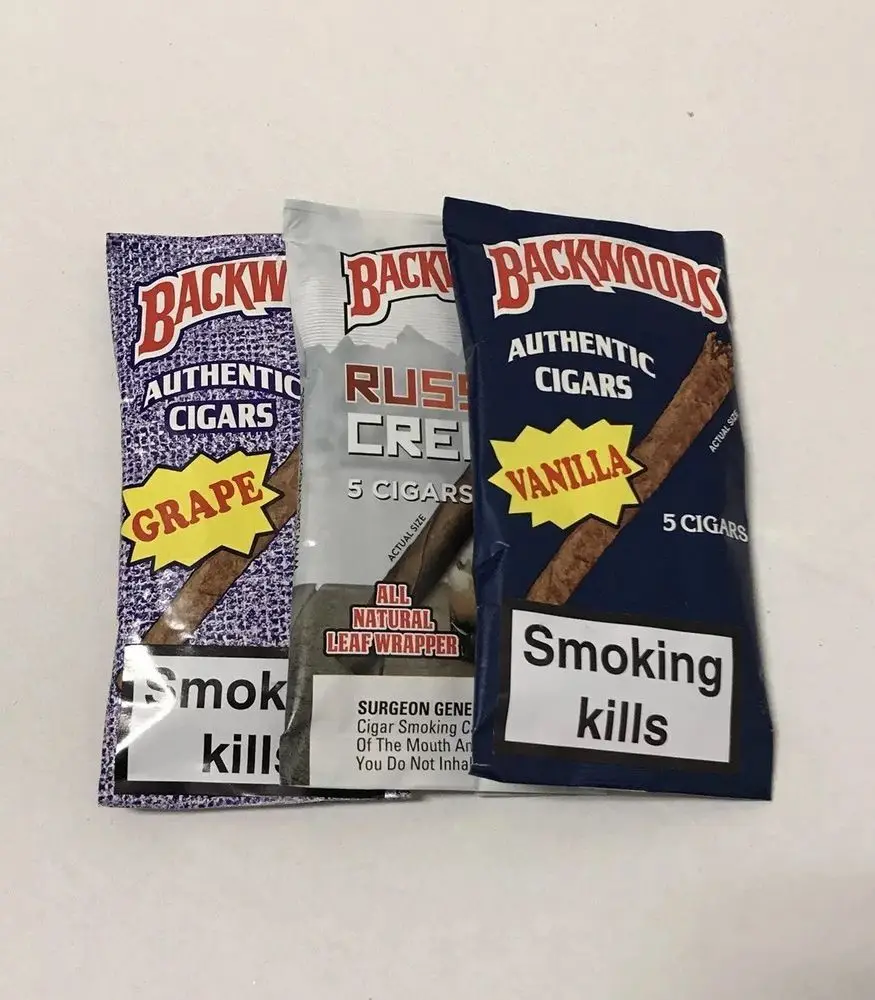 BACKW
AUTHENTIC
CIGARS
GRAPE
Smok
kills
BACK
RUSS
CRE
5 CIGARS
ACTUAL SIZE
ALL
NATURAL
LEAF WRAPPER
SURGEON GENE
Cigar Smoking C
Of The Mouth An
You Do Not Inhal
BACKWOODS
AUTHENTIC
CIGARS
VANILLA
ACTUAL SIZE
5 CIGARS
Smoking
kills